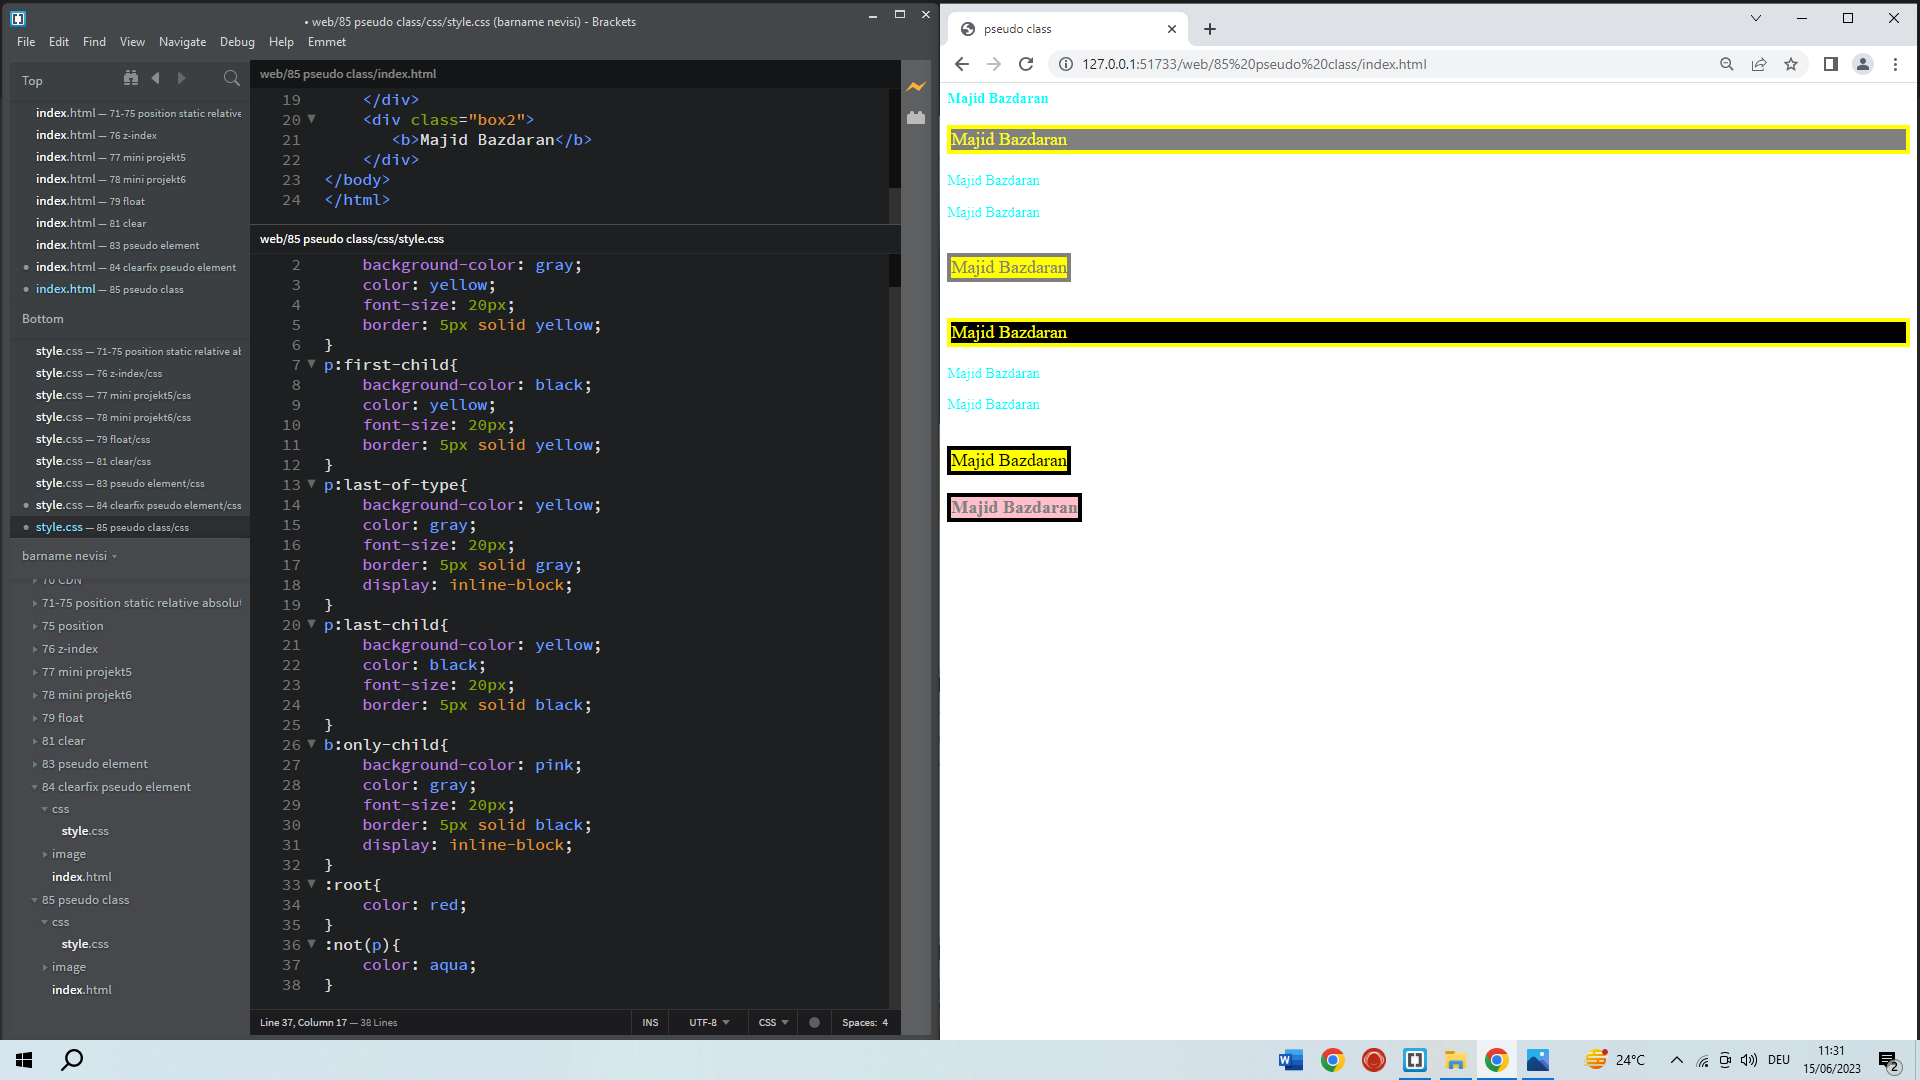 • web/85 pseudo class/css/style.css (barname nevisi) - Brackets
File Edit Find View Navigate Debug Help Emmet
Top
index.html — 71-75 position static relative
index.html — 76 z-index
index.html — 77 mini projekt5
index.html — 78 mini projekt6
index.html — 79 float
index.html — 81 clear
index.html — 83 pseudo element
index.html — 84 clearfix pseudo element
index.html — 85 pseudo class
Bottom
style.css — 71-75 position static relative ab
style.css — 76 z-index/css
style.css — 77 mini projekt5/css
style.css — 78 mini projekt6/css
style.css — 79 float/css
style.css — 81 clear/css
style.css — 83 pseudo element/css
style.css — 84 clearfix pseudo element/css
style.css — 85 pseudo class/css
barname nevisi
70 CDN
71-75 position static relative absolut
75 position
76 z-index
77 mini projekt5
78 mini projekt6
79 float
81 clear
83 pseudo element
84 clearfix pseudo element
css
style.css
image
index.html
85 pseudo class
css
style.css
image
index.html
web/85 pseudo class/index.html
19 </div>
20 <div class="box2">
21 <b>Majid Bazdaran</b>
22 </div>
23 </body>
24 </html>
web/85 pseudo class/css/style.css
2 background-color: gray;
3 color: yellow;
4 font-size: 20px;
5 border: 5px solid yellow;
6 }
7 p:first-child{
8 background-color: black;
9 color: yellow;
10 font-size: 20px;
11 border: 5px solid yellow;
12 }
13 p:last-of-type{
14 background-color: yellow;
15 color: gray;
16 font-size: 20px;
17 border: 5px solid gray;
18 display: inline-block;
19 }
20 p:last-child{
21 background-color: yellow;
22 color: black;
23 font-size: 20px;
24 border: 5px solid black;
25 }
26 b:only-child{
27 background-color: pink;
28 color: gray;
29 font-size: 20px;
30 border: 5px solid black;
31 display: inline-block;
32 }
33 :root{
34 color: red;
35 }
36 :not(p){
37 color: aqua;
38 }
Line 37, Column 17 — 38 Lines
INS UTF-8 CSS Spaces: 4
pseudo class
127.0.0.1:51733/web/85%20pseudo%20class/index.html
Majid Bazdaran
Majid Bazdaran
Majid Bazdaran
Majid Bazdaran
Majid Bazdaran
Majid Bazdaran
Majid Bazdaran
Majid Bazdaran
Majid Bazdaran
Majid Bazdaran
24°C
DEU
11:31
15/06/2023
2